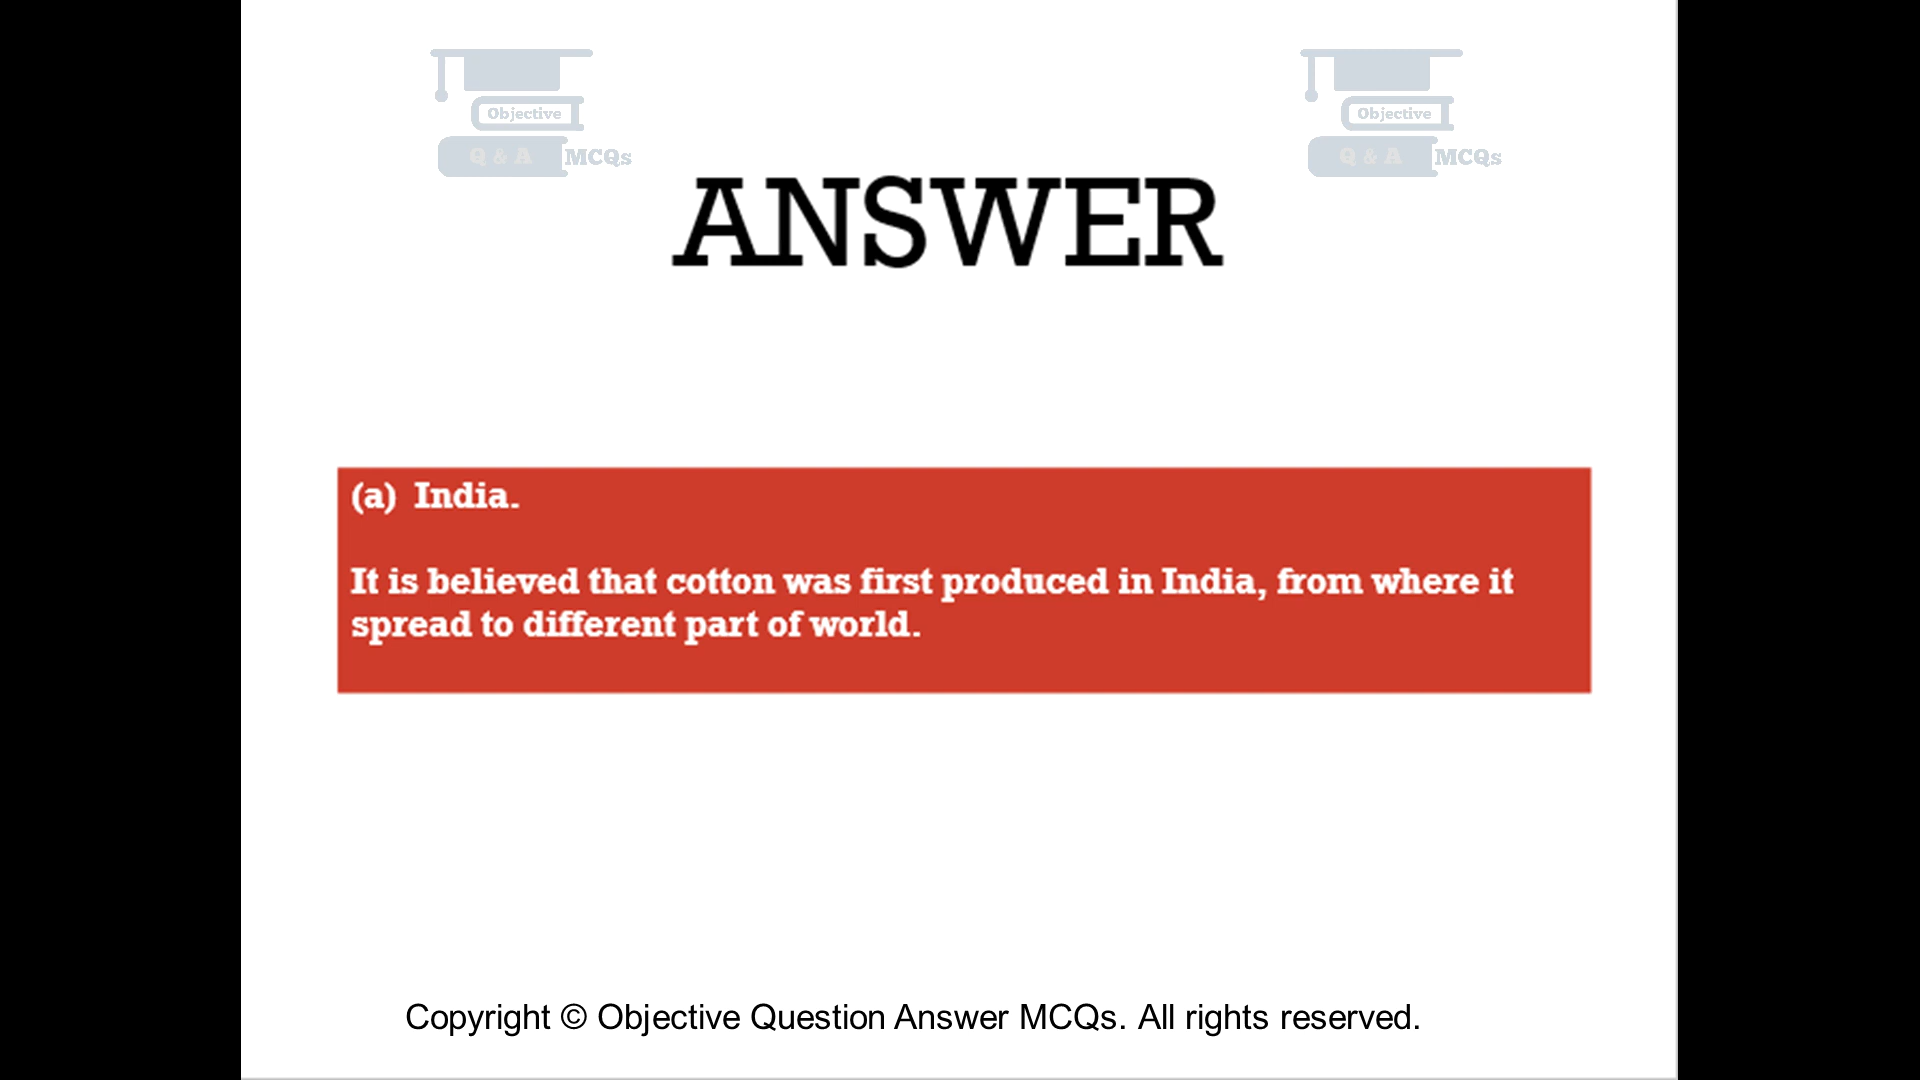 Objective
Q & A MCQs
Objective
Q & A MCQs
ANSWER
(a) India.
It is believed that cotton was first produced in India, from where it
spread to different part of world.
Copyright © Objective Question Answer MCQs. All rights reserved.